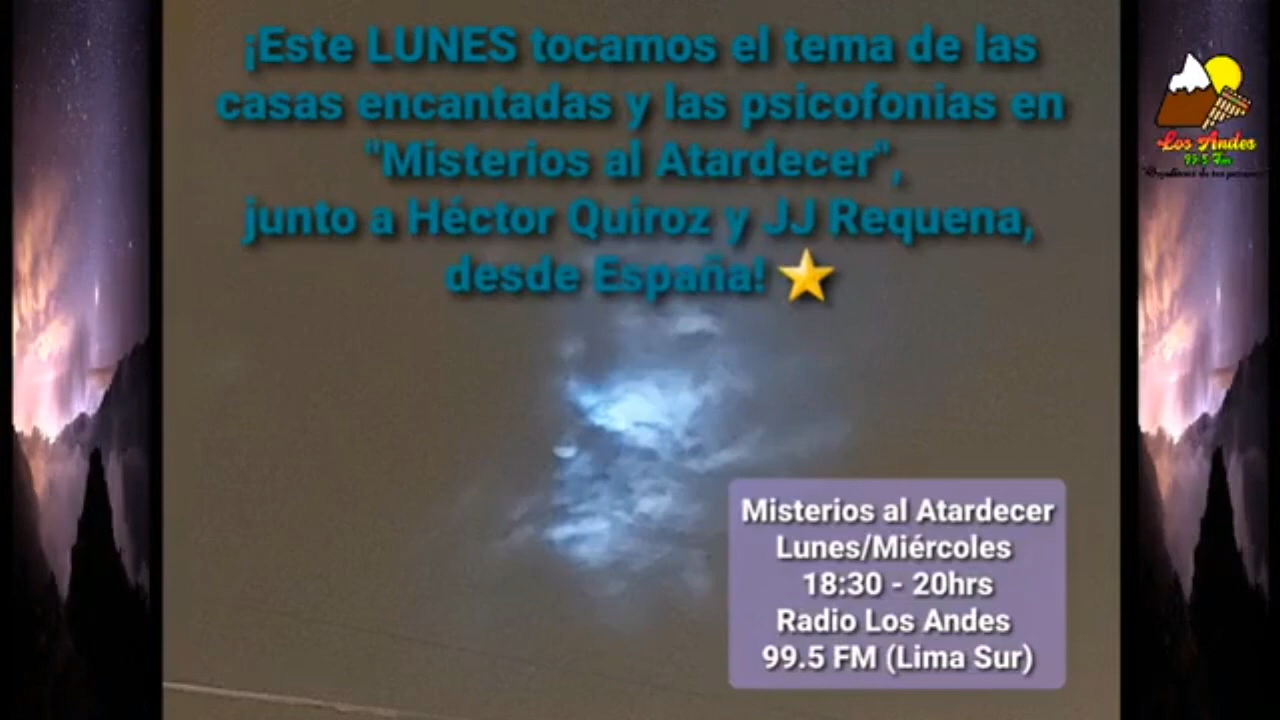 ¡Este LUNES tocamos el tema de las
casas encantadas y las psicofonias en
"Misterios al Atardecer",
junto a Héctor Quiroz y JJ Requena,
desde España!
Los Andes
99.5 Fm
Misterios al Atardecer
Lunes/Miércoles
18:30 - 20hrs
Radio Los Andes
99.5 FM (Lima Sur)